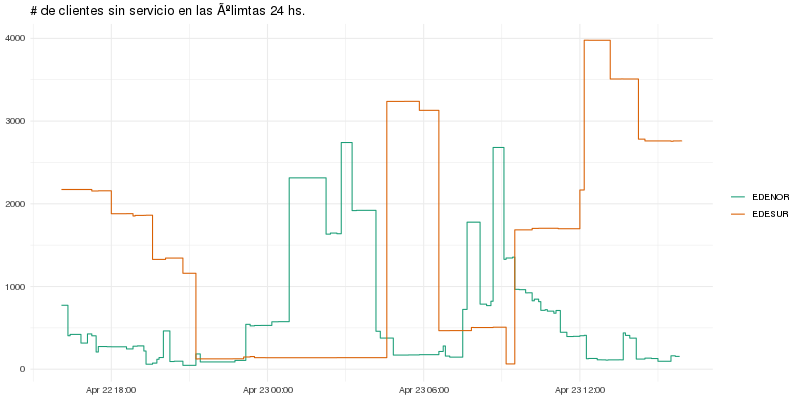 # de clientes sin servicio en las Ãºlimtas 24 hs.
4000
3000
2000
1000
0
Apr 22 18:00
Apr 23 00:00
Apr 23 06:00
Apr 23 12:00
EDENOR
EDESUR